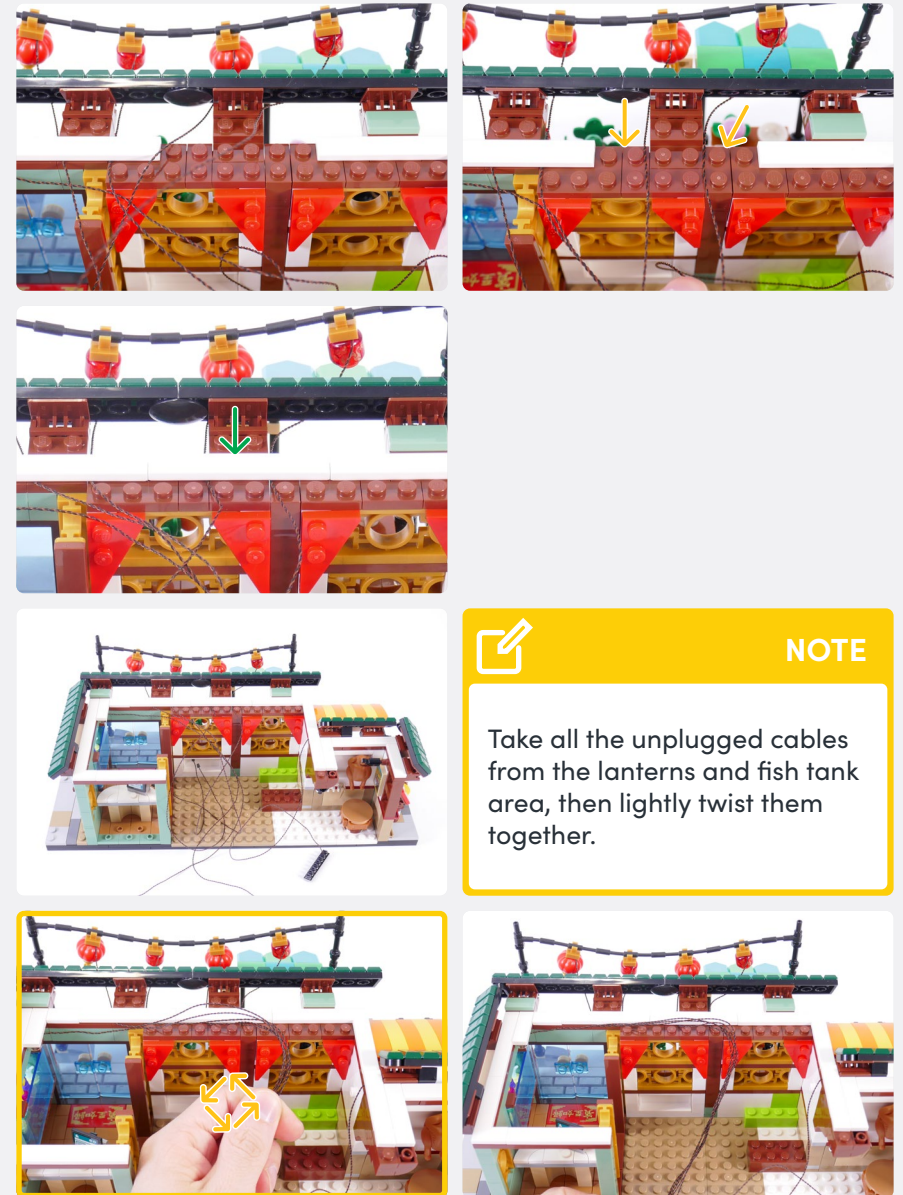 NOTE
Take all the unplugged cables
from the lanterns and fish tank
area, then lightly twist them
together.